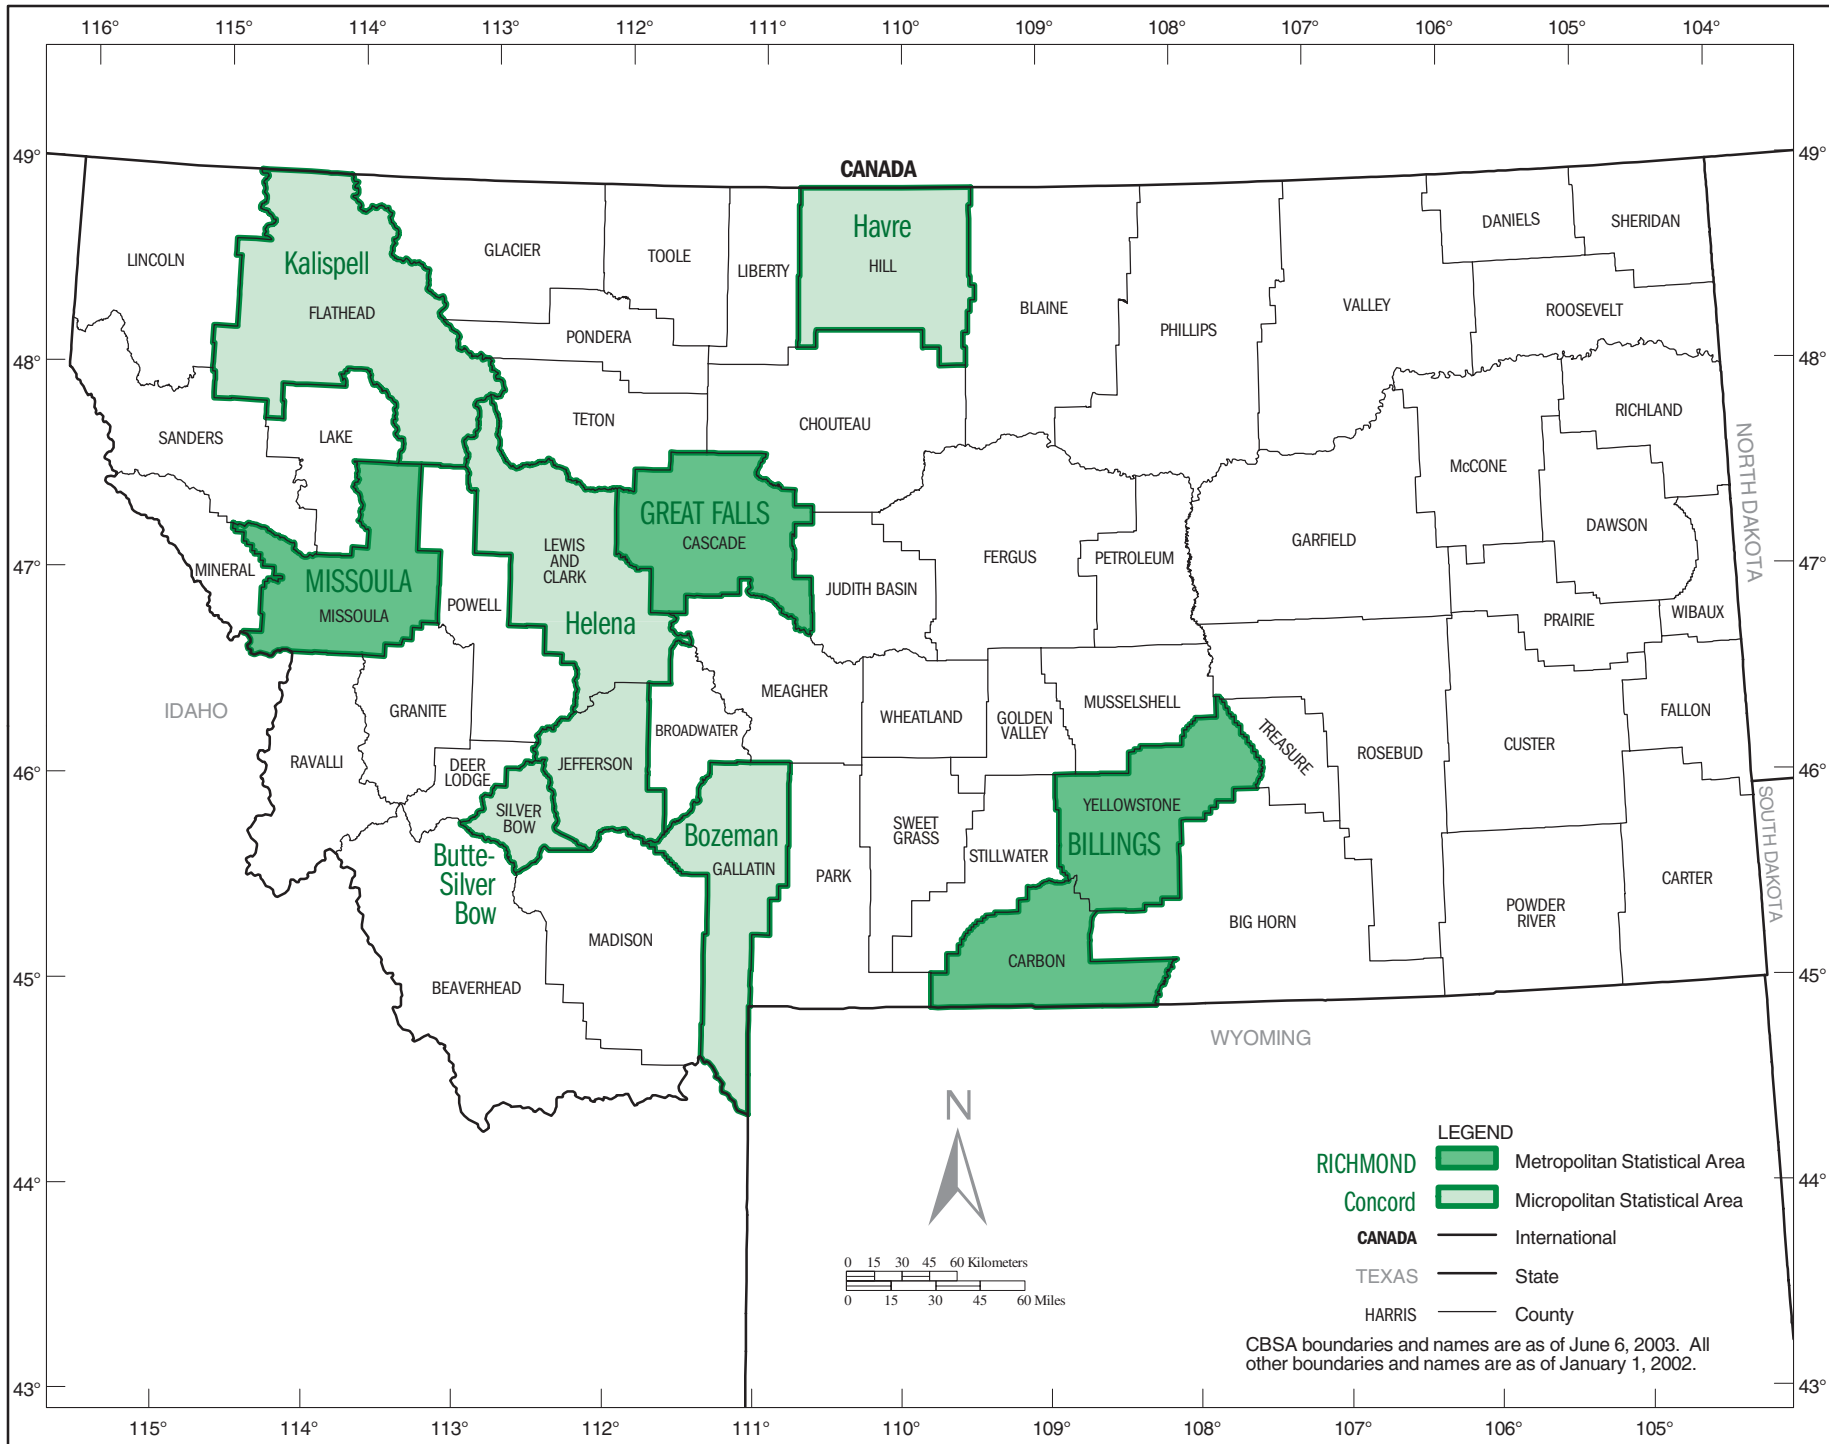 116° 115° 114° 113° 112° 111° 110° 109° 108° 107° 106° 105° 104°
49°
49°
CANADA
Havre
HILL
Kalispell
FLATHEAD
LINCOLN
GLACIER
TOOLE
LIBERTY
BLAINE
PHILLIPS
VALLEY
DANIELS
SHERIDAN
ROOSEVELT
PONDERA
48°
48°
TETON
CHOUTEAU
RICHLAND
SANDERS
LAKE
McCONE
NORTH DAKOTA
GREAT FALLS
CASCADE
LEWIS
AND
CLARK
FERGUS
PETROLEUM
GARFIELD
DAWSON
47°
47°
MINERAL
MISSOULA
MISSOULA
POWELL
Helena
JUDITH BASIN
PRAIRIE
WIBAUX
IDAHO
GRANITE
MEAGHER
WHEATLAND
GOLDEN
VALLEY
MUSSELSHELL
TREASURE
ROSEBUD
CUSTER
FALLON
RAVALLI
BROADWATER
DEER
LODGE
JEFFERSON
46°
46°
SILVER
BOW
YELLOWSTONE
BILLINGS
SWEET
GRASS
STILLWATER
SOUTH DAKOTA
Butte-
Silver
Bow
Bozeman
GALLATIN
PARK
CARTER
POWDER
RIVER
BIG HORN
MADISON
CARBON
BEAVERHEAD
45°
45°
WYOMING
N
LEGEND
RICHMOND Metropolitan Statistical Area
Concord Micropolitan Statistical Area
CANADA International
TEXAS State
HARRIS County
44°
44°
0 15 30 45 60 Kilometers
0 15 30 45 60 Miles
CBSA boundaries and names are as of June 6, 2003. All
other boundaries and names are as of January 1, 2002.
43°
43°
115° 114° 113° 112° 111° 110° 109° 108° 107° 106° 105°